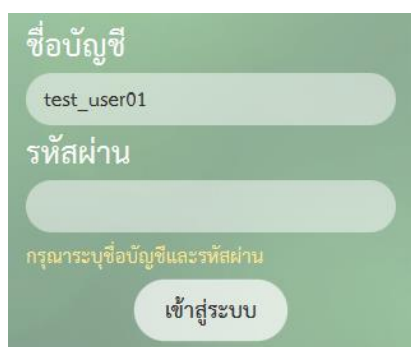 ชื่อบัญชี
test_user01
รหัสผ่าน
กรุณาระบุชื่อบัญชีและรหัสผ่าน
เข้าสู่ระบบ